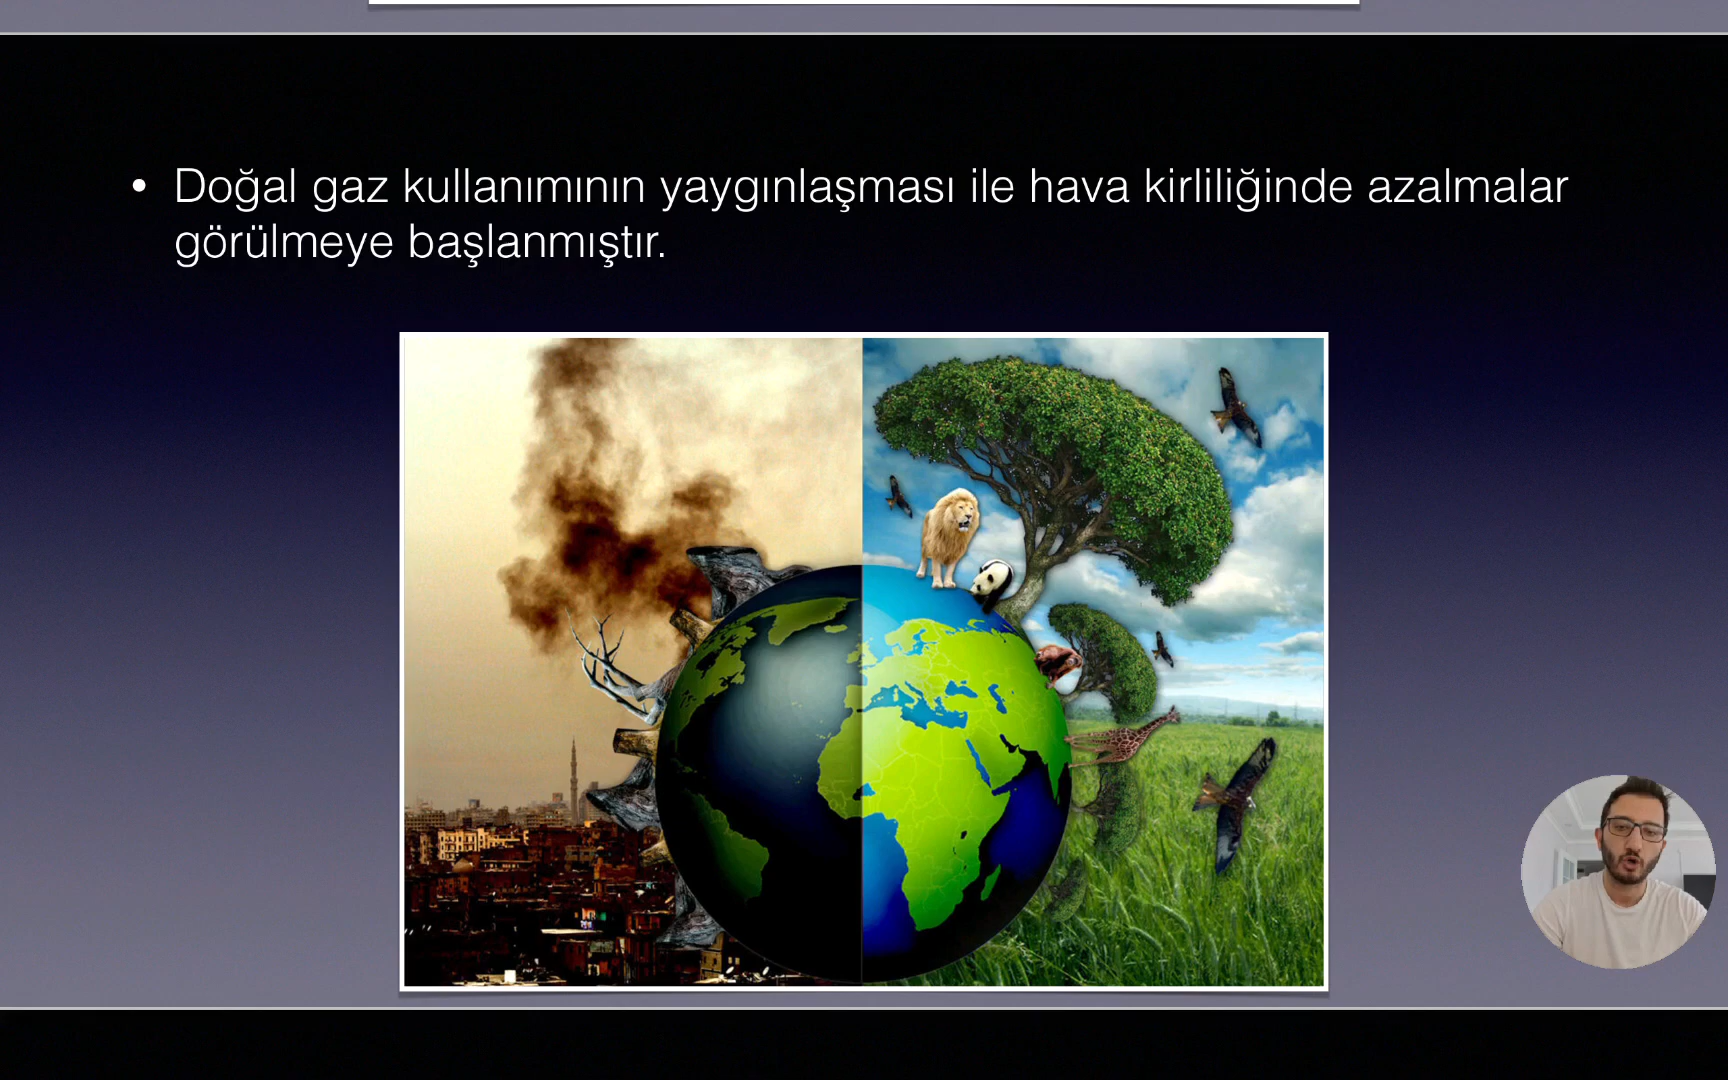 • Doğal gaz kullanımının yaygınlaşması ile hava kirliliğinde azalmalar
görülmeye başlanmıştır.